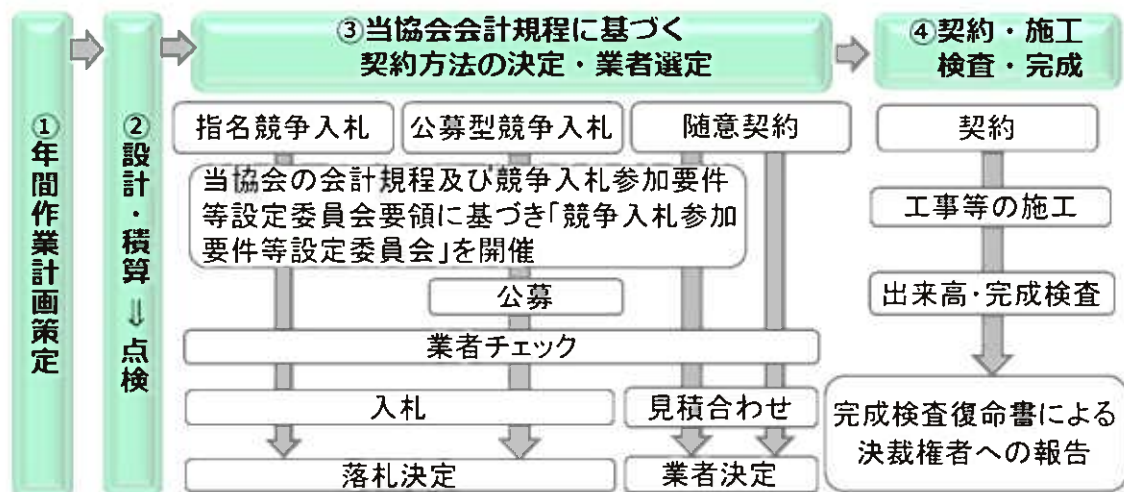 ①年間作業計画策定
②設計・積算⇓点検
③当協会会計規程に基づく
契約方法の決定・業者選定
指名競争入札
公募型競争入札
随意契約
当協会の会計規程及び競争入札参加要件
等設定委員会要領に基づき「競争入札参加
要件等設定委員会」を開催
公募
業者チェック
入札
見積合わせ
落札決定
業者決定
④契約・施工
検査・完成
契約
工事等の施工
出来高・完成検査
完成検査復命書による
決裁権者への報告